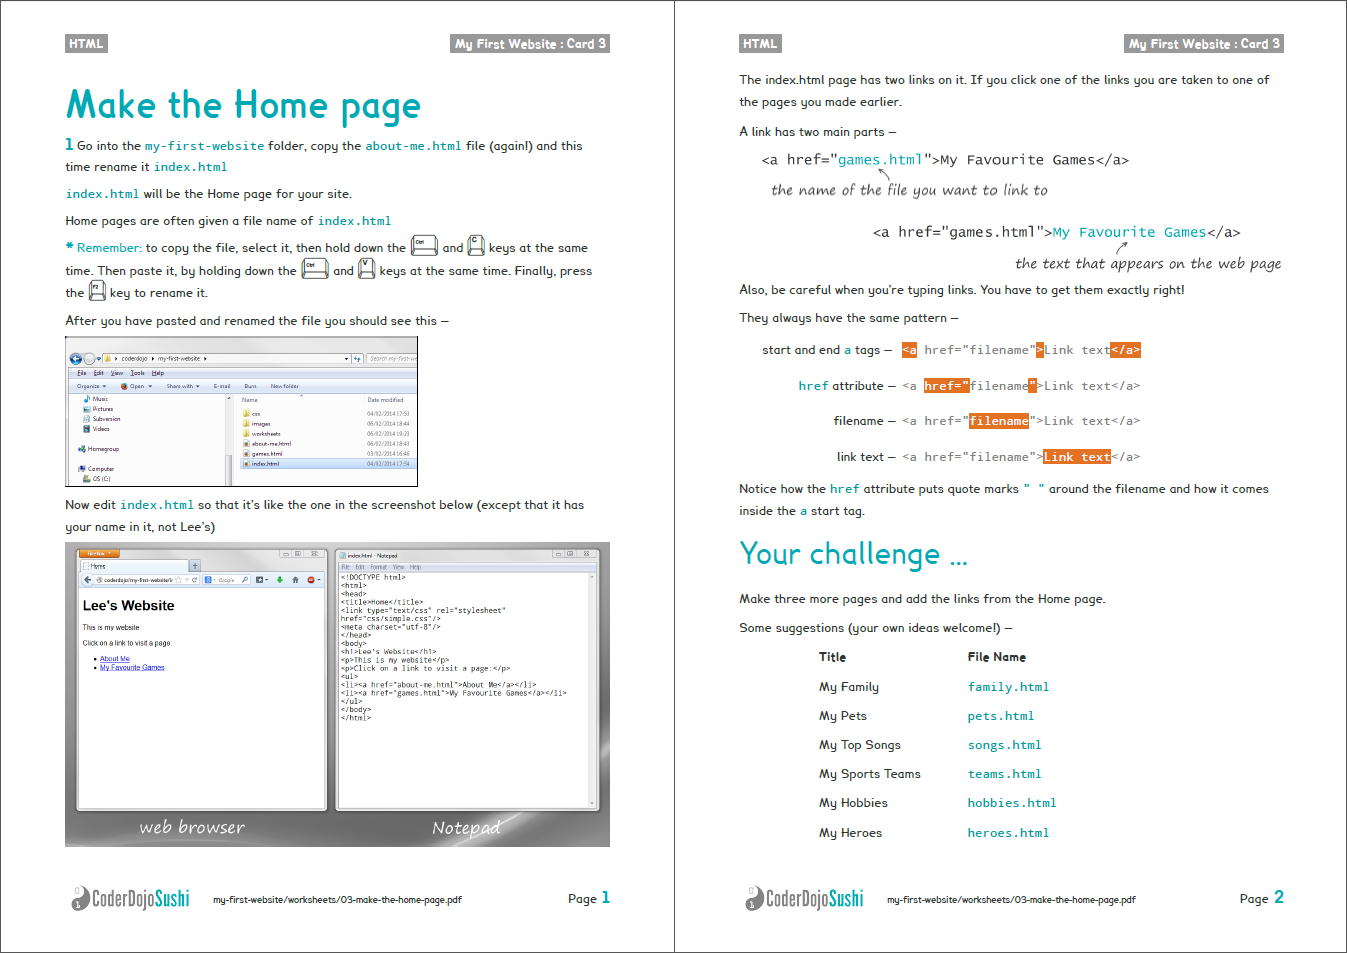 HTML
My First Website : Card 3
Make the Home page
1 Go into the my-first-website folder, copy the about-me.html file (again!) and this
time rename it index.html
index.html will be the Home page for your site.
Home pages are often given a file name of index.html
* Remember: to copy the file, select it, then hold down the Ctrl and C keys at the same
time. Then paste it, by holding down the Ctrl and V keys at the same time. Finally, press
the F2 key to rename it.
After you have pasted and renamed the file you should see this –
coderdojo my-first-website
Search my-first-we
File Edit View Tools Help
Organize Open Share with E-mail Burn New folder
Music
Pictures
Subversion
Videos
Homegroup
Computer
OS (C:)
Name Date modified
css 04/02/2014 17:53
images 06/02/2014 18:44
worksheets 06/02/2014 19:23
about-me.html 06/02/2014 18:43
games.html 03/02/2014 16:46
index.html 04/02/2014 17:54
Now edit index.html so that it's like the one in the screenshot below (except that it has
your name in it, not Lee's)
Firefox
Home
coderdojo/my-first-website/i
Google
Lee's Website
This is my website
Click on a link to visit a page:
About Me
My Favourite Games
web browser
index.html - Notepad
File Edit Format View Help
<!DOCTYPE html>
<html>
<head>
<title>Home</title>
<link type="text/css" rel="stylesheet"
href="css/simple.css"/>
<meta charset="utf-8"/>
</head>
<body>
<h1>Lee's Website</h1>
<p>This is my website</p>
<p>Click on a link to visit a page:</p>
<ul>
<li><a href="about-me.html">About Me</a></li>
<li><a href="games.html">My Favourite Games</a></li>
</ul>
</body>
</html>
Notepad
CoderDojoSushi
my-first-website/worksheets/03-make-the-home-page.pdf
Page 1
HTML
My First Website : Card 3
The index.html page has two links on it. If you click one of the links you are taken to one of
the pages you made earlier.
A link has two main parts –
<a href="games.html">My Favourite Games</a>
the name of the file you want to link to
<a href="games.html">My Favourite Games</a>
the text that appears on the web page
Also, be careful when you're typing links. You have to get them exactly right!
They always have the same pattern –
start and end a tags – <a href="filename">Link text</a>
href attribute – <a href="filename">Link text</a>
filename – <a href="filename">Link text</a>
link text – <a href="filename">Link text</a>
Notice how the href attribute puts quote marks " " around the filename and how it comes
inside the a start tag.
Your challenge ...
Make three more pages and add the links from the Home page.
Some suggestions (your own ideas welcome!) –
Title File Name
My Family family.html
My Pets pets.html
My Top Songs songs.html
My Sports Teams teams.html
My Hobbies hobbies.html
My Heroes heroes.html
CoderDojoSushi
my-first-website/worksheets/03-make-the-home-page.pdf
Page 2